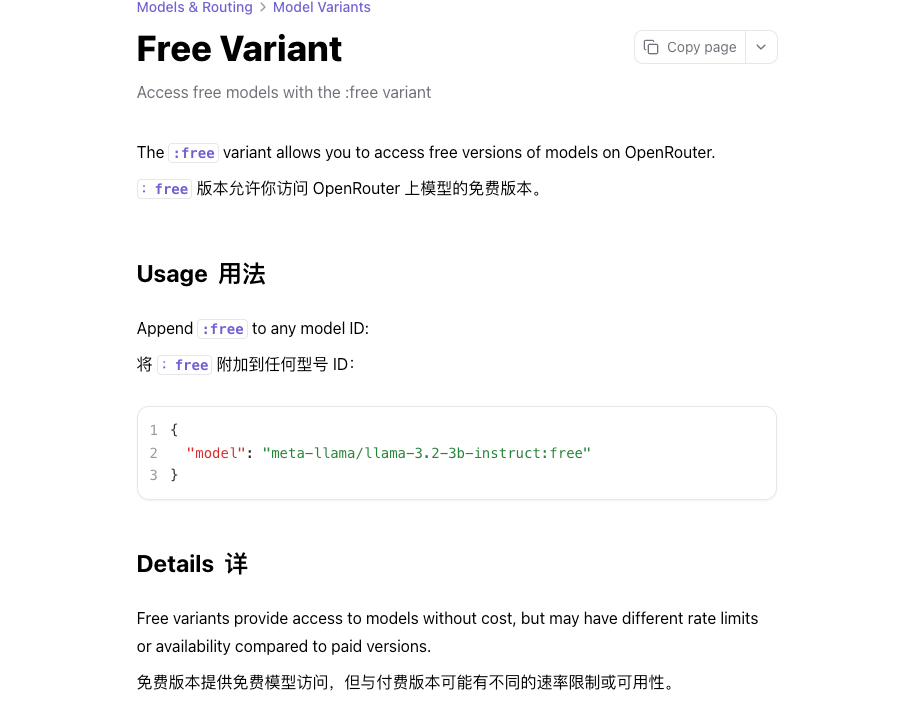 Models & Routing > Model Variants
Free Variant
Copy page
Access free models with the :free variant
The :free variant allows you to access free versions of models on OpenRouter.
：free 版本允许你访问 OpenRouter 上模型的免费版本。
Usage 用法
Append :free to any model ID:
将 ：free 附加到任何型号 ID：
1 {
2 "model": "meta-llama/llama-3.2-3b-instruct:free"
3 }
Details 详
Free variants provide access to models without cost, but may have different rate limits
or availability compared to paid versions.
免费版本提供免费模型访问，但与付费版本可能有不同的速率限制或可用性。